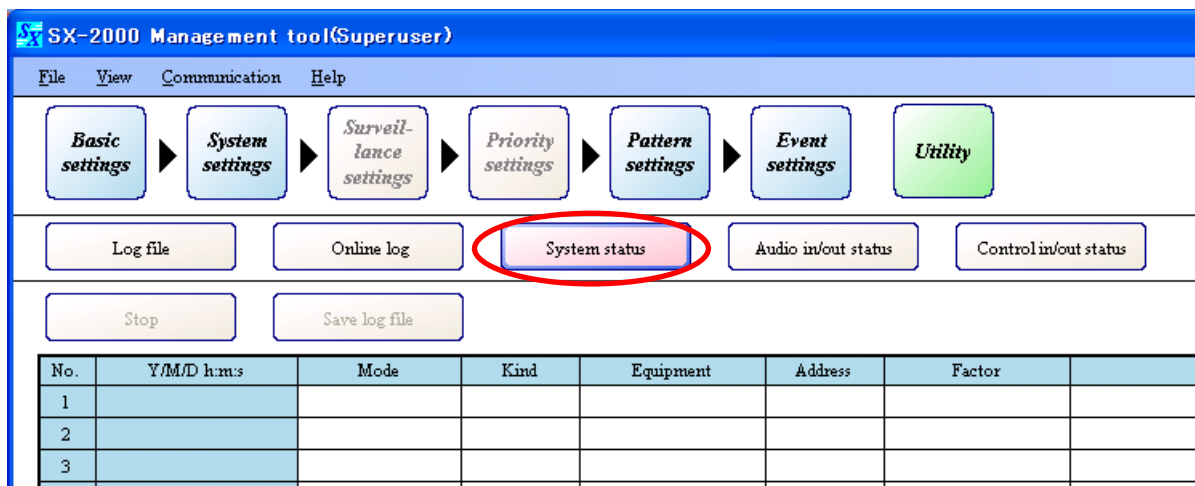 SX SX-2000 Management tool(Superuser)
File View Communication Help
Basic
settings
System
settings
Surveil-
lance
settings
Priority
settings
Pattern
settings
Event
settings
Utility
Log file Online log System status Audio in/out status Control in/out status
Stop Save log file
No. Y/M/D h:m:s Mode Kind Equipment Address Factor
1
2
3